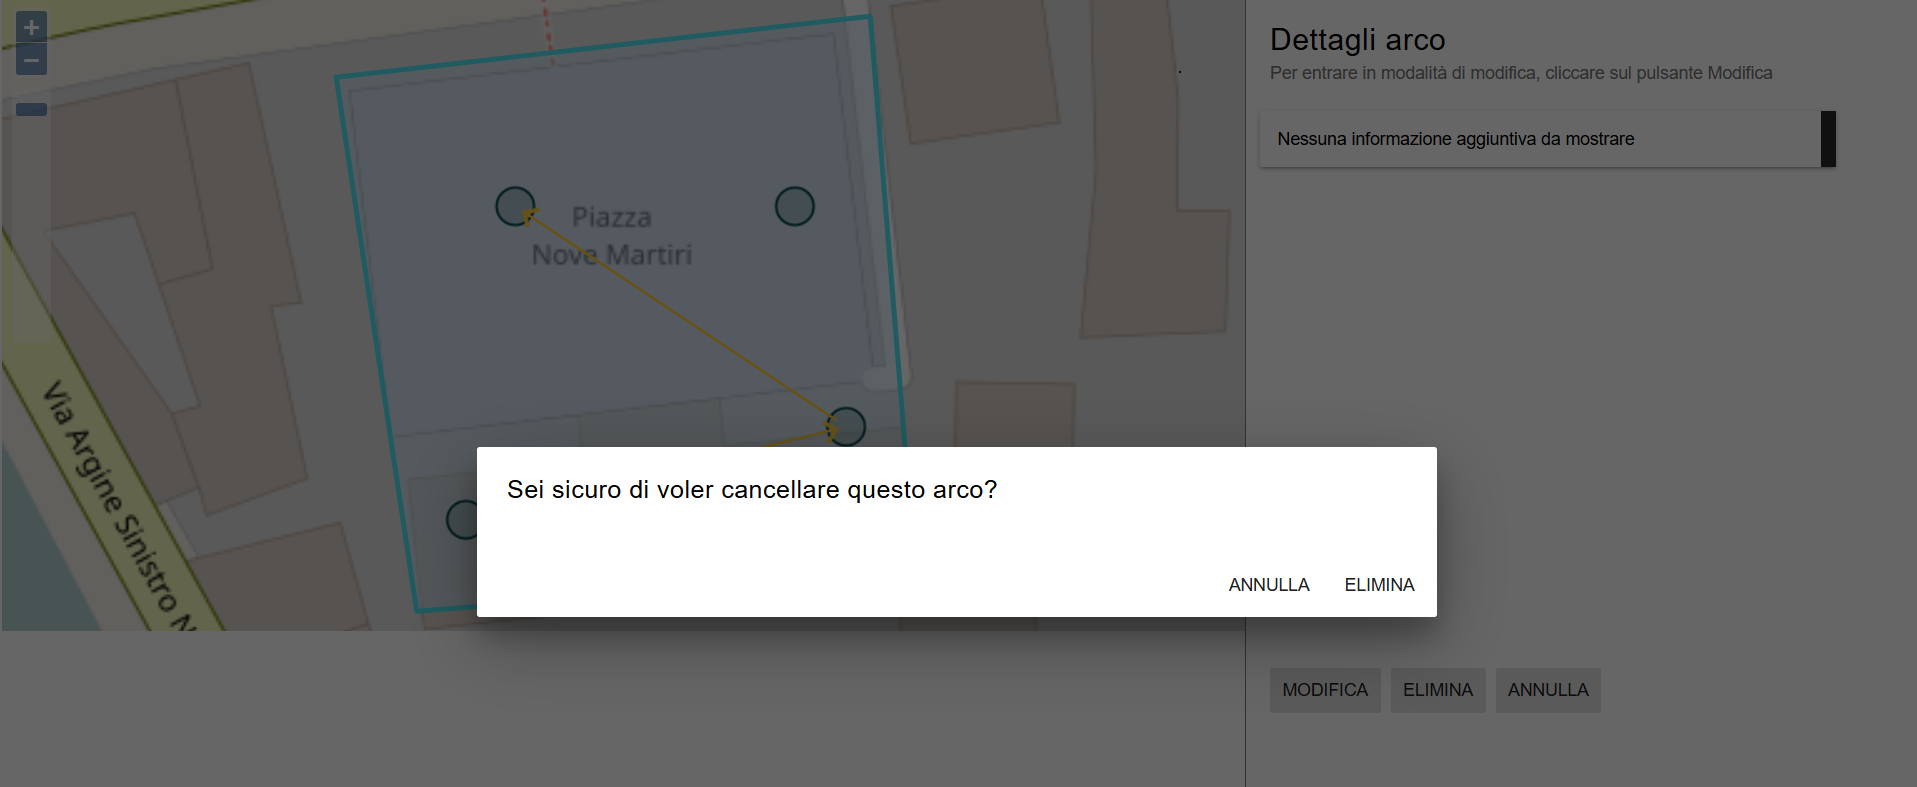 +
−
Piazza
Nove Martiri
Via Argine Sinistro N
Dettagli arco
Per entrare in modalità di modifica, cliccare sul pulsante Modifica
Nessuna informazione aggiuntiva da mostrare
Sei sicuro di voler cancellare questo arco?
ANNULLA ELIMINA
MODIFICA ELIMINA ANNULLA